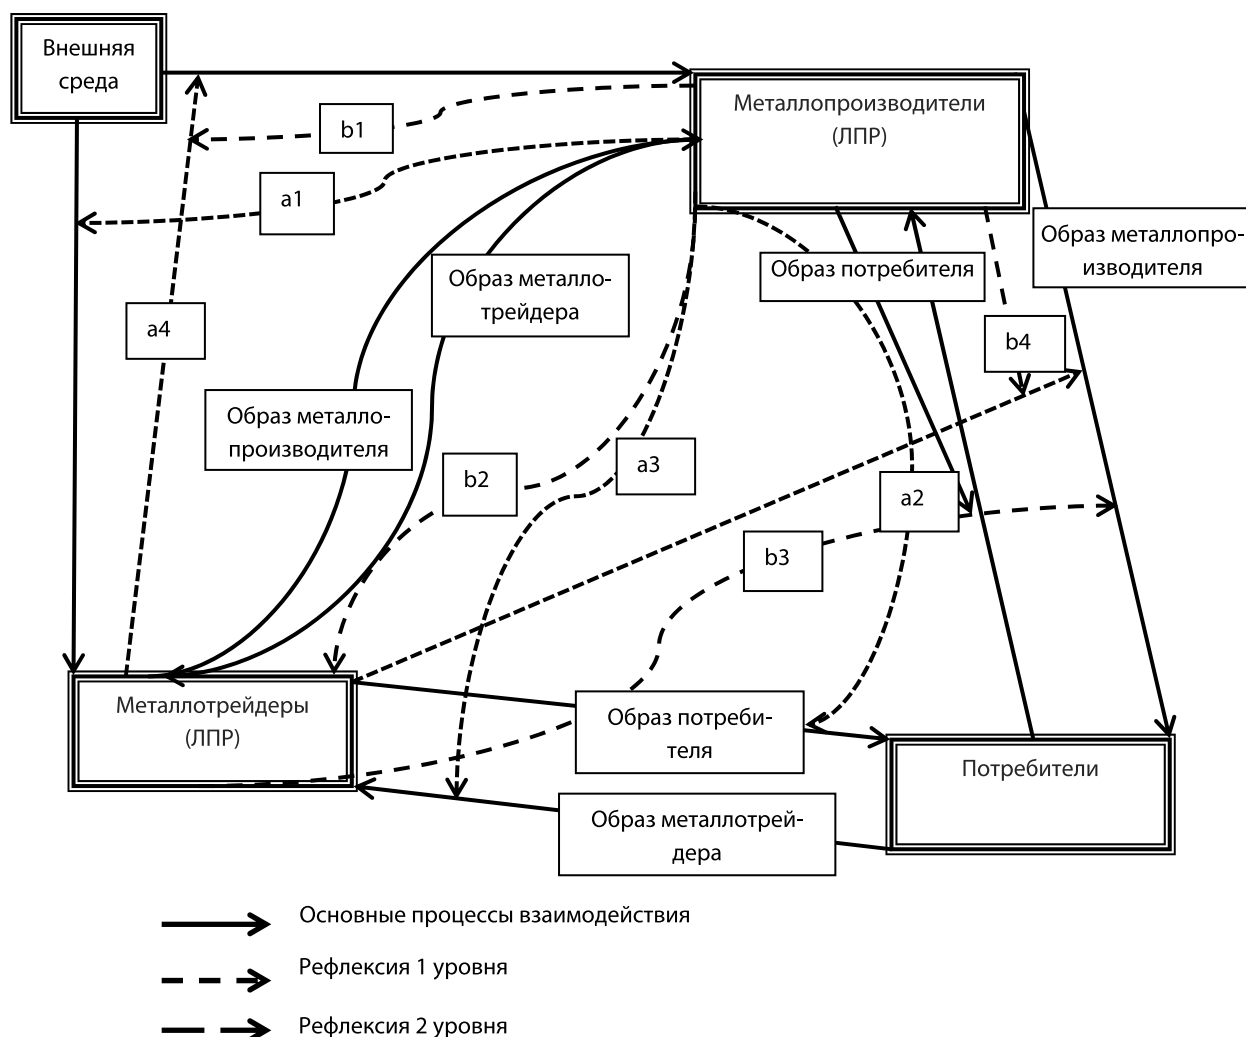 Внешняя
среда
Металлопроизводители
(ЛПР)
b1
a1
Образ металлопро-
изводителя
Образ потребителя
Образ металло-
трейдера
a4
b4
Образ металло-
производителя
a3
b2
a2
b3
Металлотрейдеры
(ЛПР)
Образ потреби-
теля
Потребители
Образ металлотрей-
дера
Основные процессы взаимодействия
Рефлексия 1 уровня
Рефлексия 2 уровня